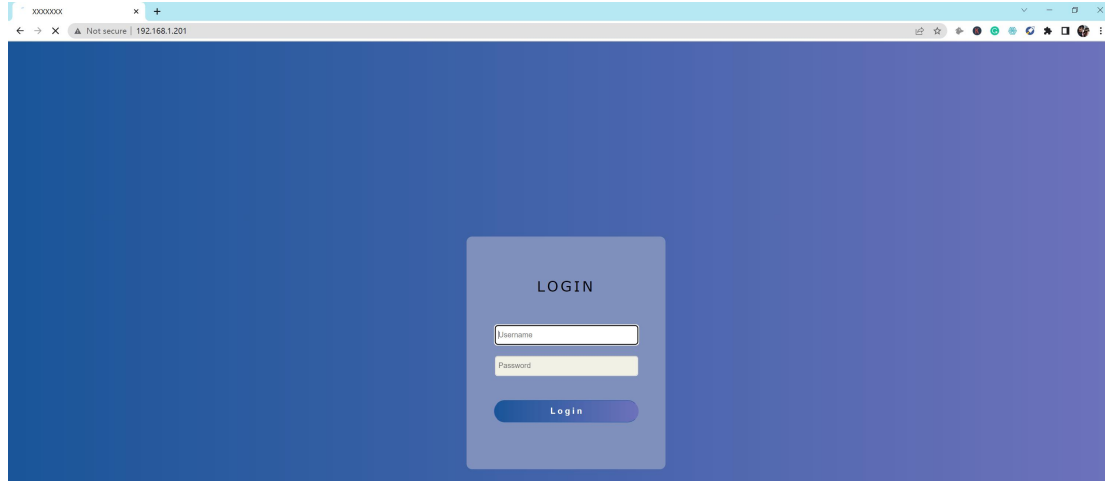 XXXXXXX
Not secure | 192.168.1.201
LOGIN
Username
Password
Login